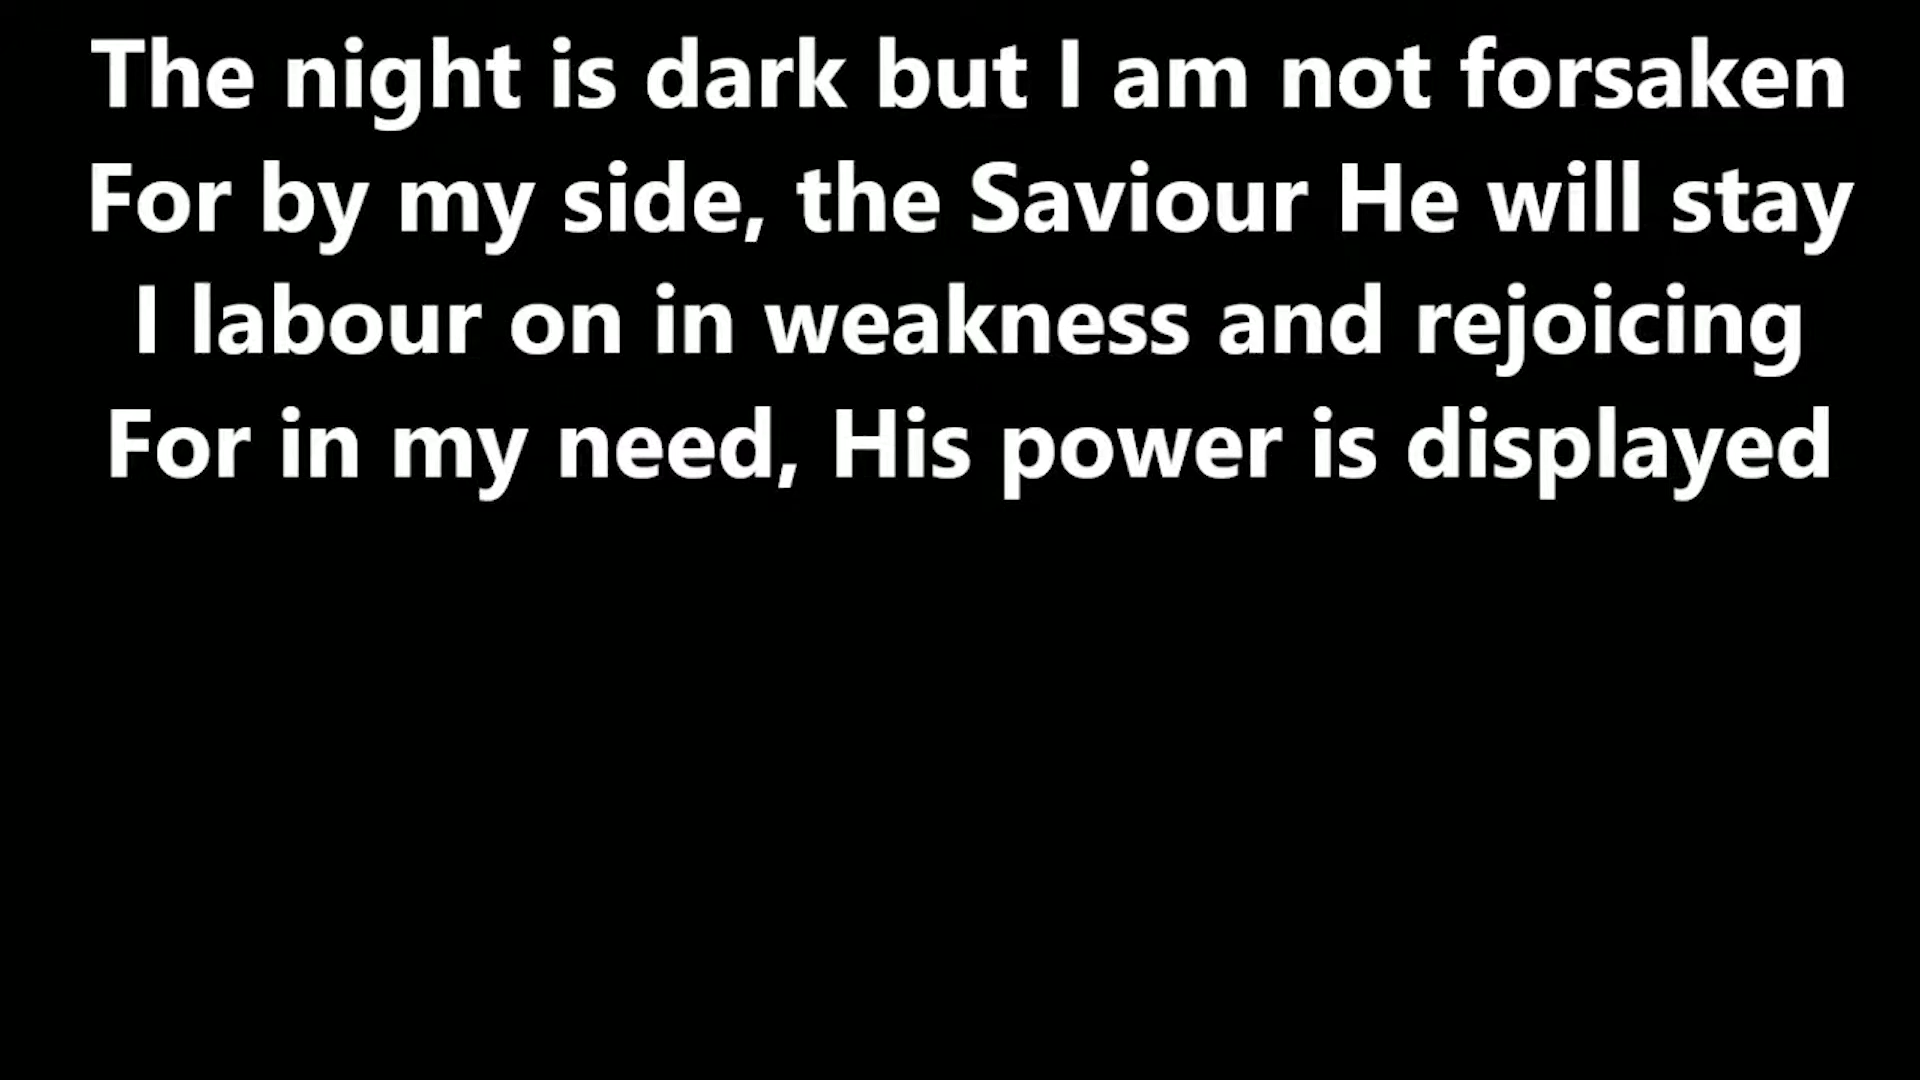 The night is dark but I am not forsaken
For by my side, the Saviour He will stay
I labour on in weakness and rejoicing
For in my need, His power is displayed